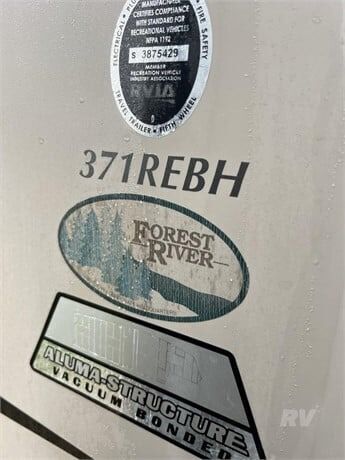 MANUFACTURER
CERTIFIES COMPLIANCE
WITH STANDARD FOR
RECREATIONAL VEHICLES
NFPA 1192
S 3875429
MEMBER
RECREATION VEHICLE
INDUSTRY ASSOCIATION
RVIA
ELECTRICAL
FIRE SAFETY
TRAVEL TRAILER • FIFTH WHEEL
371REBH
FOREST
RIVER
ALUMA-STRUCTURE
VACUUM BONDED
RV